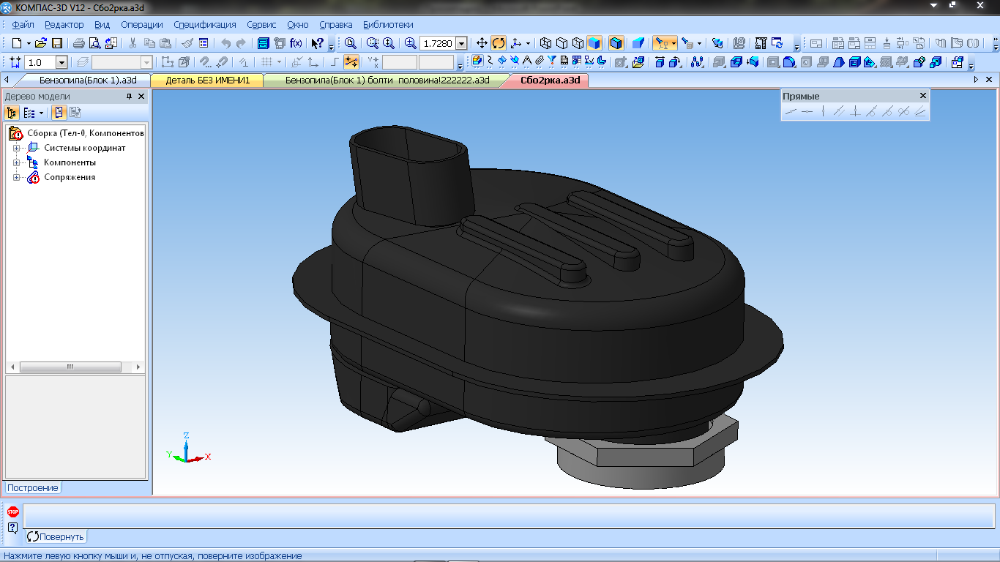 КОМПАС-3D V12 - Сбо2рка.a3d
Файл Редактор Вид Операции Спецификация Сервис Окно Справка Библиотеки
f(x) 1.7280
1.0
Бензопила(Блок 1).a3d Деталь БЕЗ ИМЕНИ1 Бензопила(Блок 1) болти половина!222222.a3d Сбо2рка.a3d
Дерево модели
Прямые
Сборка (Тел-0, Компонентов
Системы координат
Компоненты
Сопряжения
Z
Y X
Построение
STOP
Повернуть
Нажмите левую кнопку мыши и, не отпуская, поверните изображение